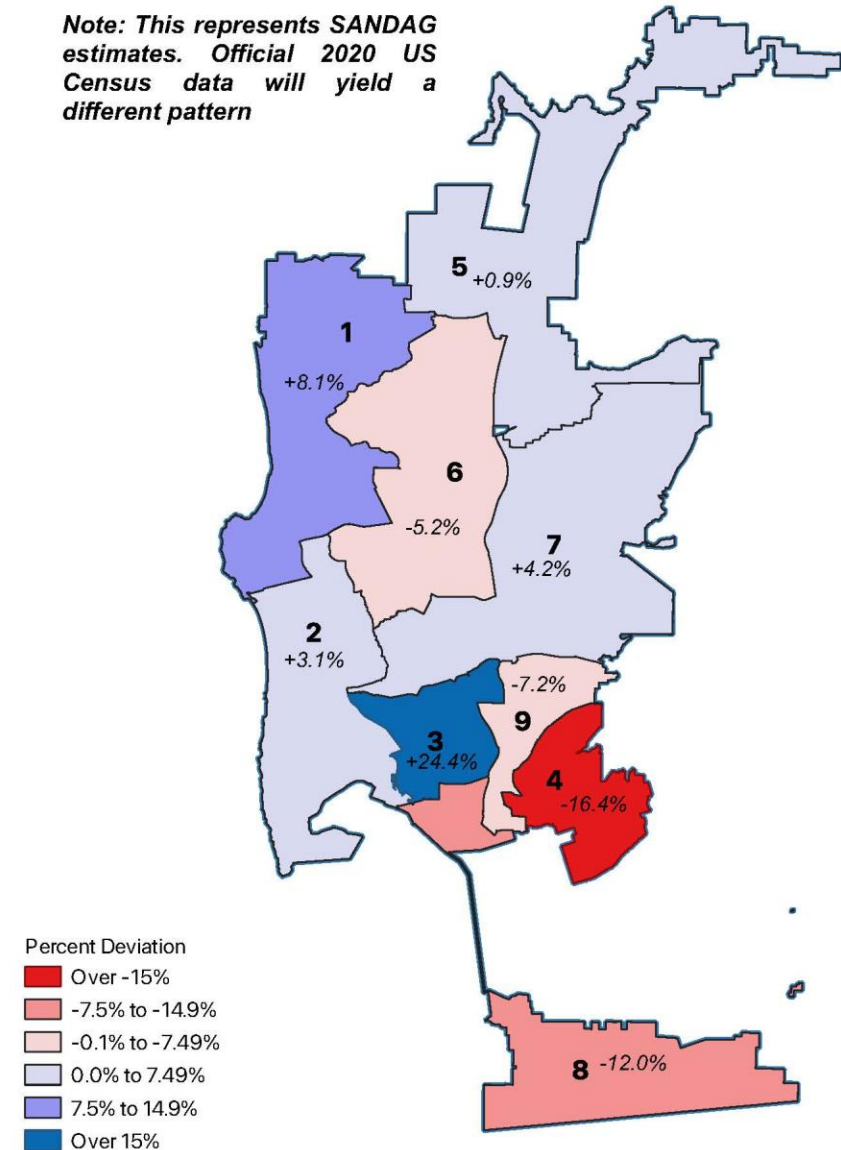 Note: This represents SANDAG
estimates. Official 2020 US
Census data will yield a
different pattern
5
+0.9%
1
+8.1%
6
-5.2%
7
+4.2%
2
+3.1%
-7.2%
9
3
+24.4%
4
-16.4%
8 -12.0%
Percent Deviation
Over -15%
-7.5% to -14.9%
-0.1% to -7.49%
0.0% to 7.49%
7.5% to 14.9%
Over 15%